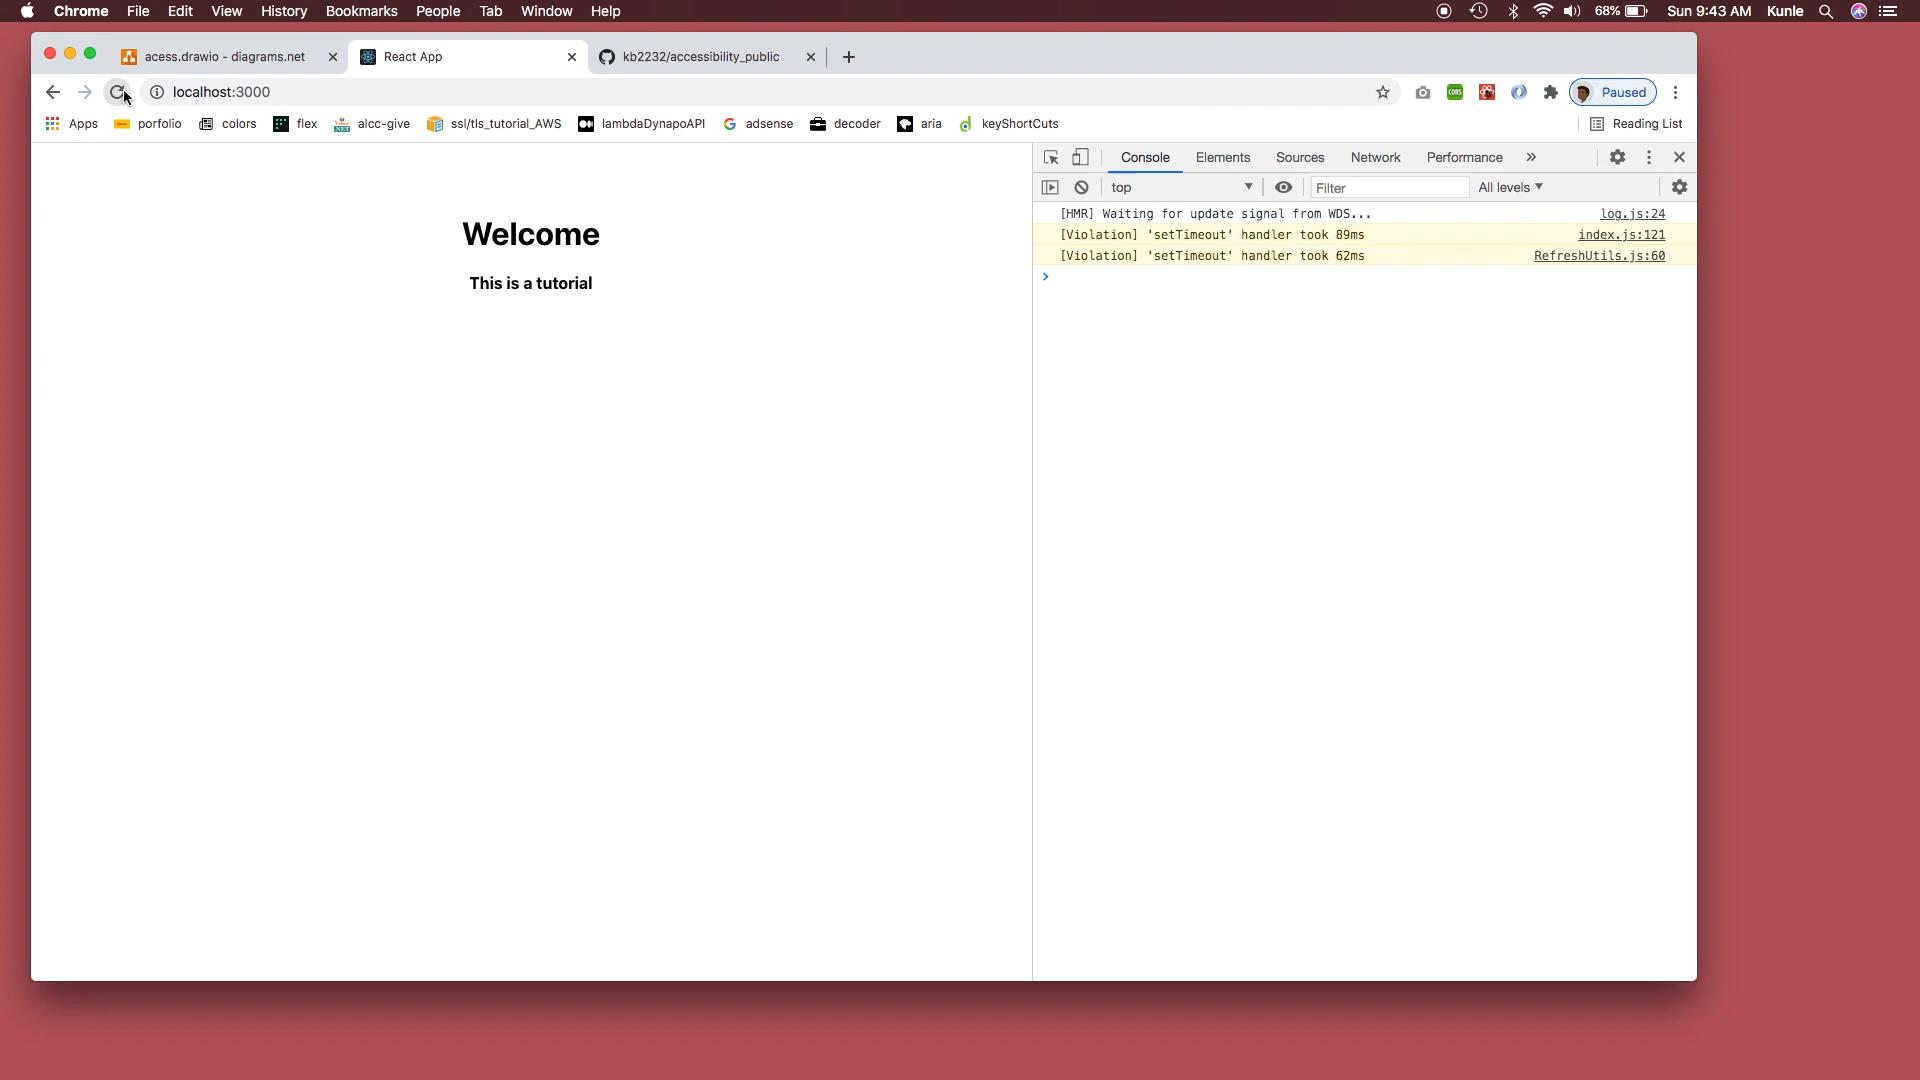 Chrome File Edit View History Bookmarks People Tab Window Help 68% Sun 9:43 AM Kunle
acess.drawio - diagrams.net React App kb2232/accessibility_public
localhost:3000 CORS Paused
Apps porfolio colors flex alcc-give ssl/tls_tutorial_AWS lambdaDynapoAPI adsense decoder aria keyShortCuts Reading List
Console Elements Sources Network Performance
top Filter All levels
[HMR] Waiting for update signal from WDS... log.js:24
[Violation] 'setTimeout' handler took 89ms index.js:121
[Violation] 'setTimeout' handler took 62ms RefreshUtils.js:60
Welcome
This is a tutorial